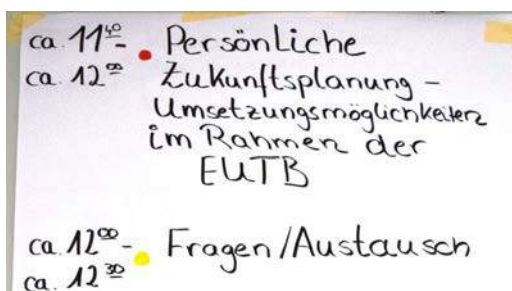 ca. 11⁴⁰- • Persönliche
ca. 12⁰⁰ Zukunftsplanung -
Umsetzungsmöglichkeiten
im Rahmen der
EUTB
ca. 12⁰⁰- • Fragen/Austausch
ca. 12³⁰